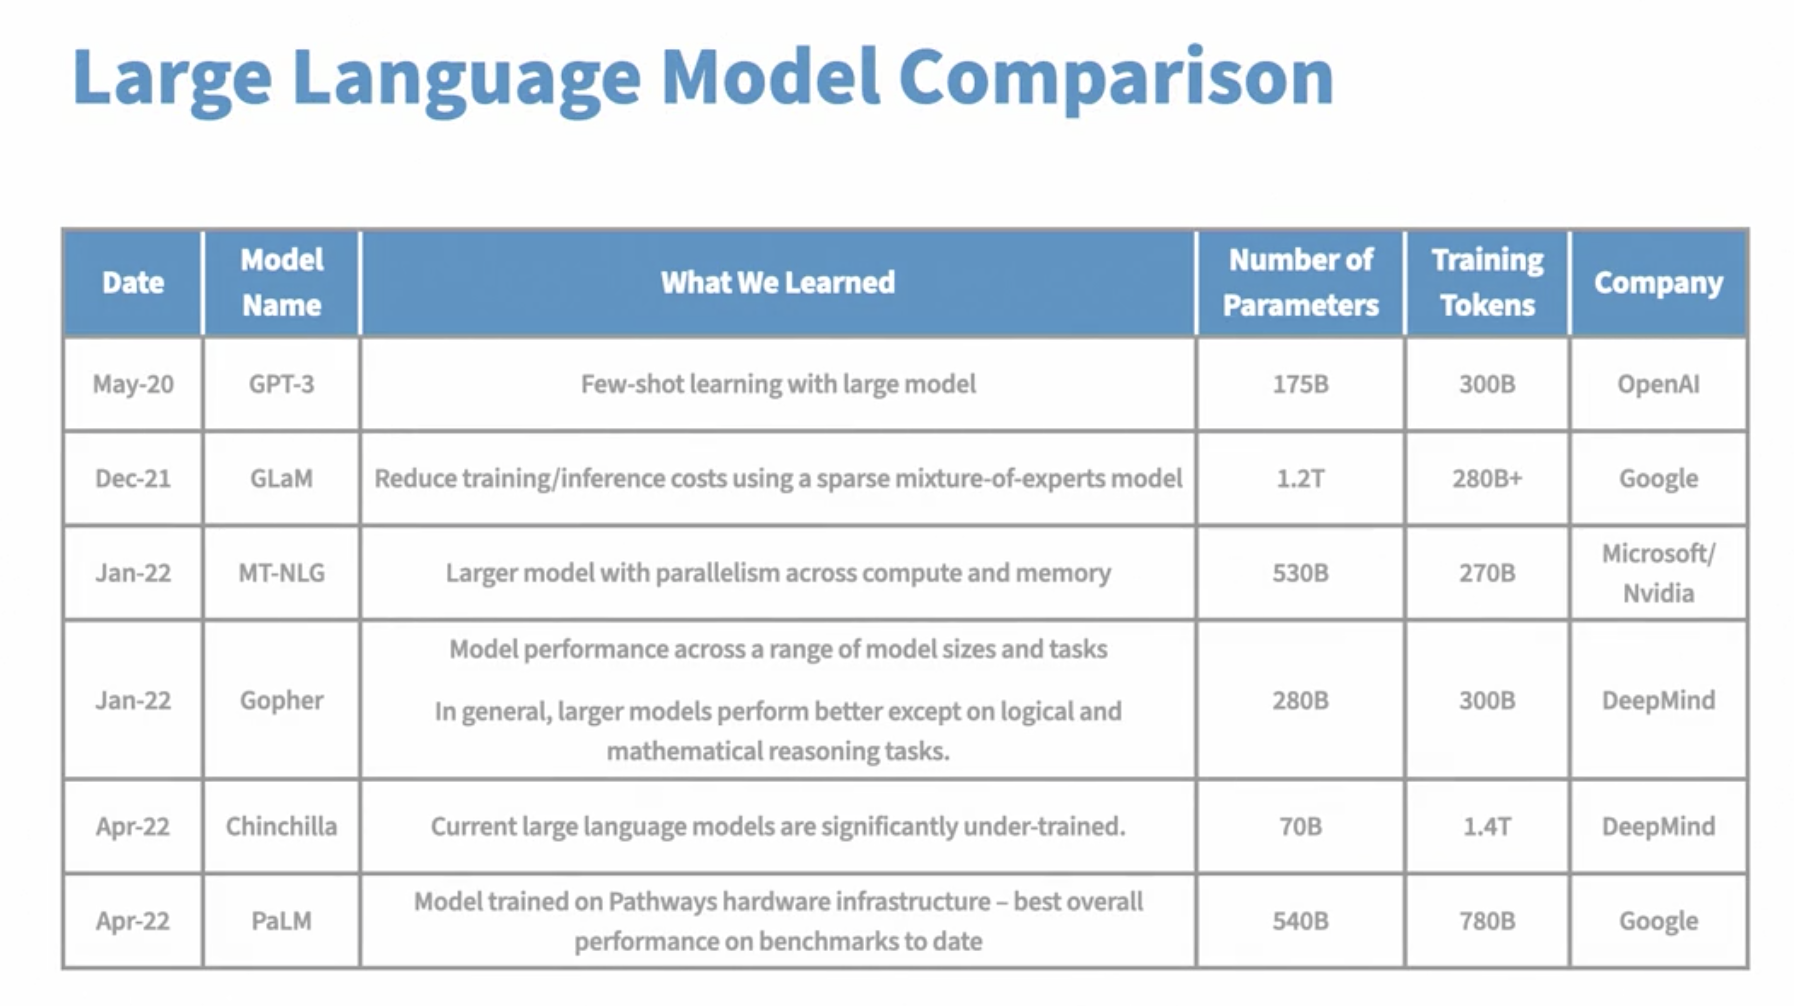 Large Language Model Comparison
Date
Model
Name
What We Learned
Number of
Parameters
Training
Tokens
Company
May-20
GPT-3
Few-shot learning with large model
175B
300B
OpenAI
Dec-21
GLaM
Reduce training/inference costs using a sparse mixture-of-experts model
1.2T
280B+
Google
Jan-22
MT-NLG
Larger model with parallelism across compute and memory
530B
270B
Microsoft/
Nvidia
Jan-22
Gopher
Model performance across a range of model sizes and tasks
In general, larger models perform better except on logical and
mathematical reasoning tasks.
280B
300B
DeepMind
Apr-22
Chinchilla
Current large language models are significantly under-trained.
70B
1.4T
DeepMind
Apr-22
PaLM
Model trained on Pathways hardware infrastructure – best overall
performance on benchmarks to date
540B
780B
Google